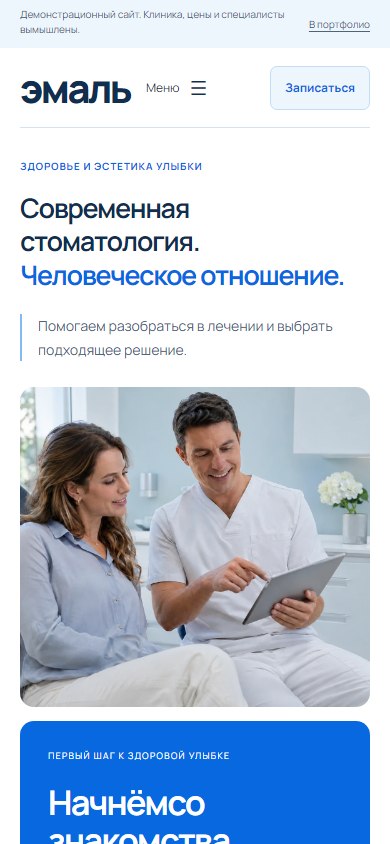 Демонстрационный сайт. Клиника, цены и специалисты
вымышлены.
В портфолио
эмаль
Меню
Записаться
ЗДОРОВЬЕ И ЭСТЕТИКА УЛЫБКИ
Современная
стоматология.
Человеческое отношение.
Помогаем разобраться в лечении и выбрать
подходящее решение.
ПЕРВЫЙ ШАГ К ЗДОРОВОЙ УЛЫБКЕ
Начнёмсо
знакомства